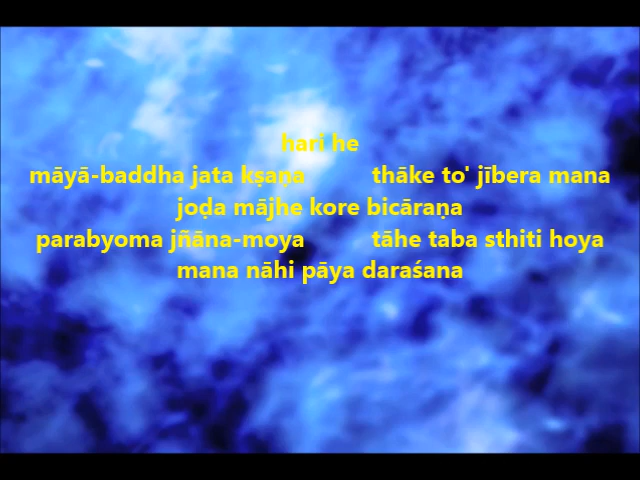 hari he
māyā-baddha jata kṣaṇa thāke to' jībera mana
joḍa mājhe kore bicāraṇa
parabyoma jñāna-moya tāhe taba sthiti hoya
mana nāhi pāya daraśana